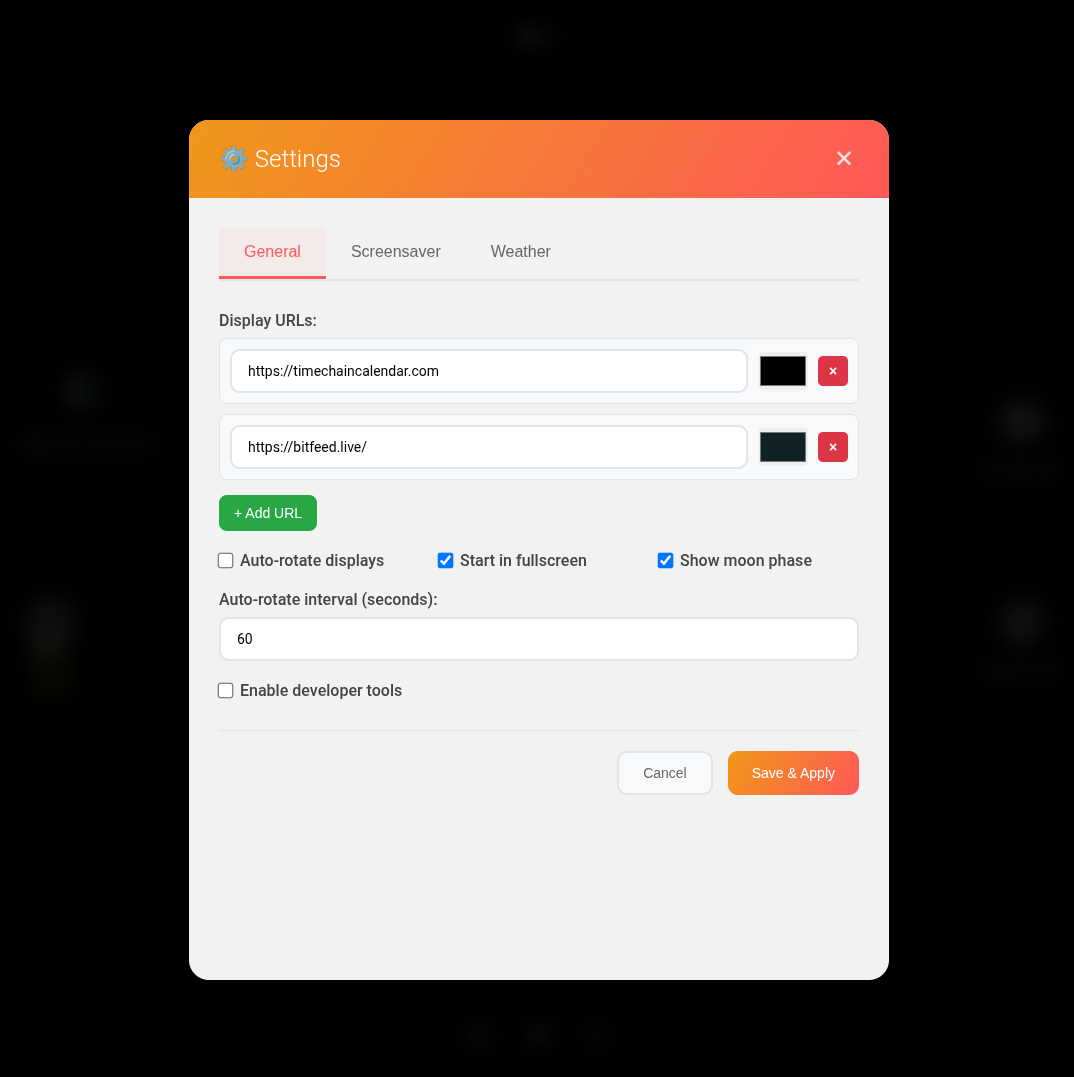 ⚙️ Settings ✕
General Screensaver Weather
Display URLs:
https://timechaincalendar.com ×
https://bitfeed.live/ ×
+ Add URL
Auto-rotate displays Start in fullscreen Show moon phase
Auto-rotate interval (seconds):
60
Enable developer tools
Cancel Save & Apply